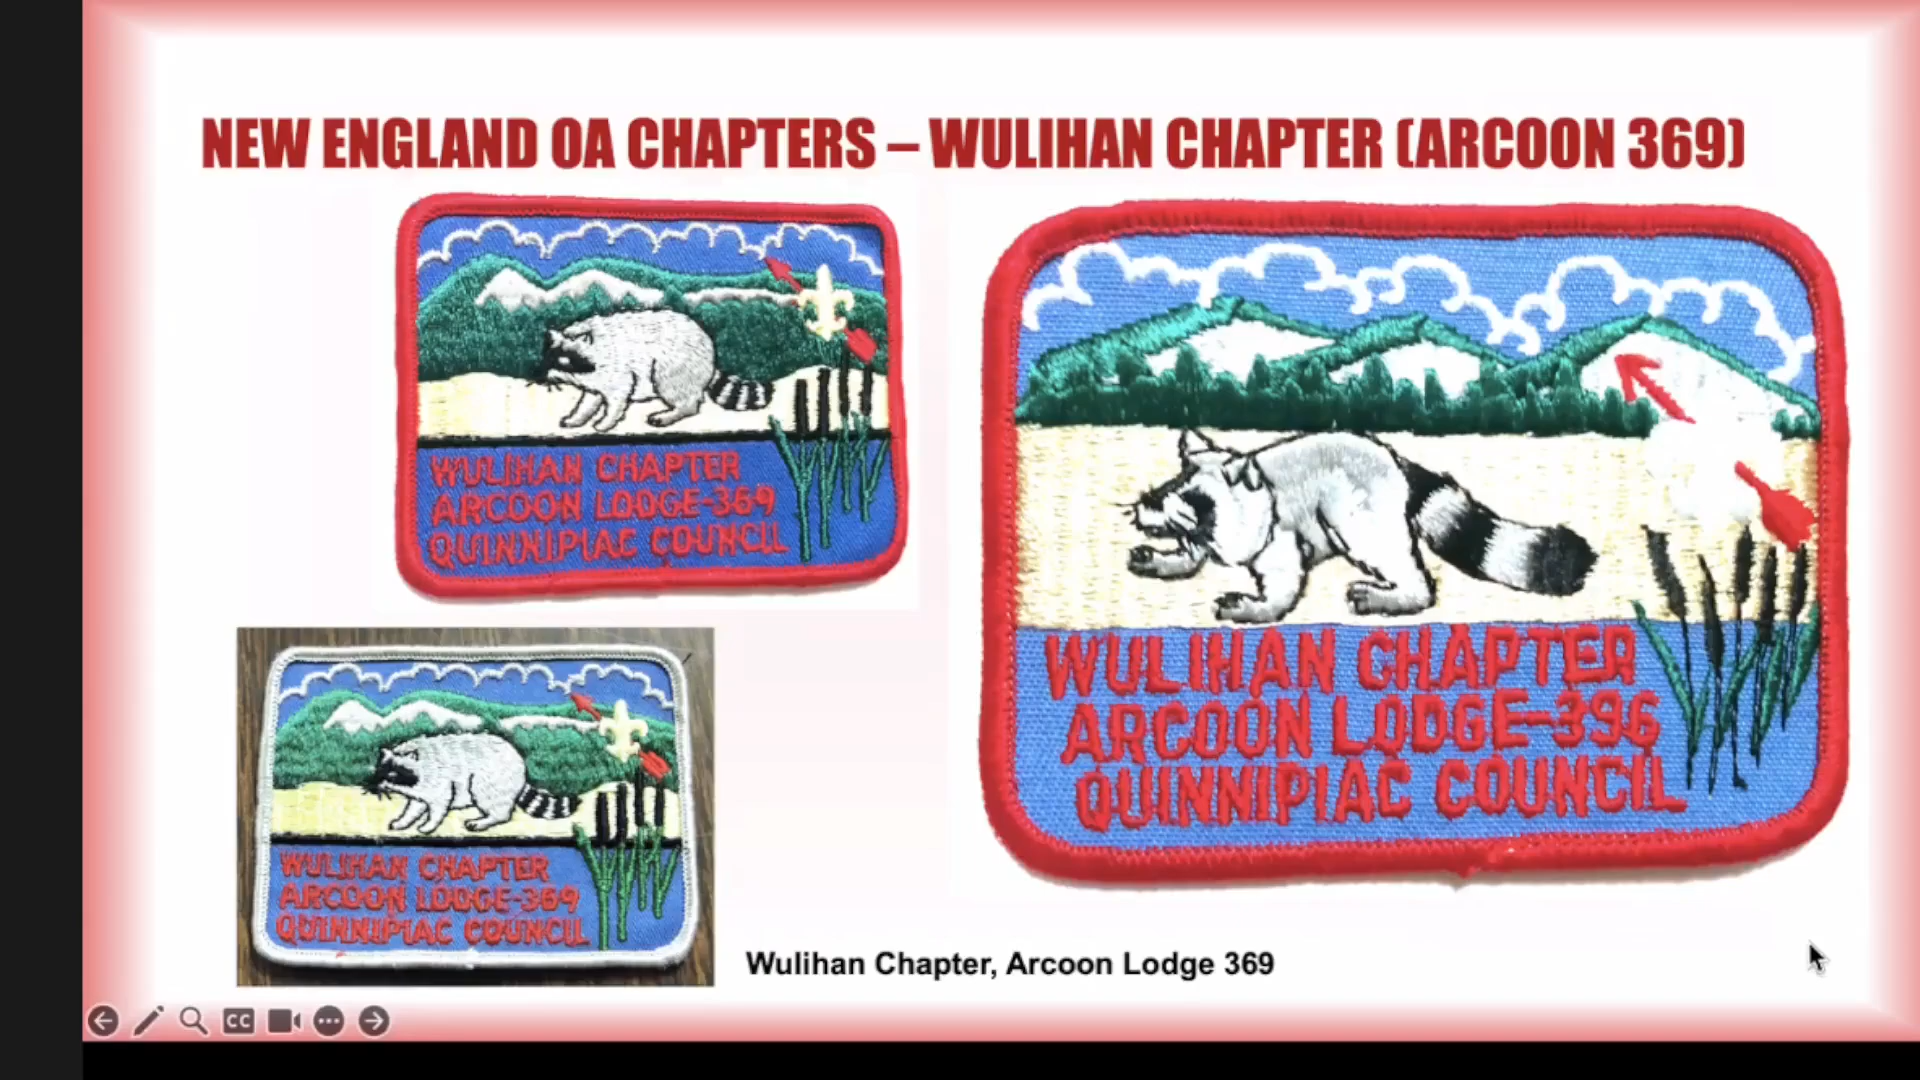 NEW ENGLAND OA CHAPTERS – WULIHAN CHAPTER (ARCOON 369)
WULIHAN CHAPTER
ARCOON LODGE-369
QUINNIPIAC COUNCIL
WULIHAN CHAPTER
ARCOON LODGE-396
QUINNIPIAC COUNCIL
WULIHAN CHAPTER
ARCOON LODGE-369
QUINNIPIAC COUNCIL
Wulihan Chapter, Arcoon Lodge 369
CC